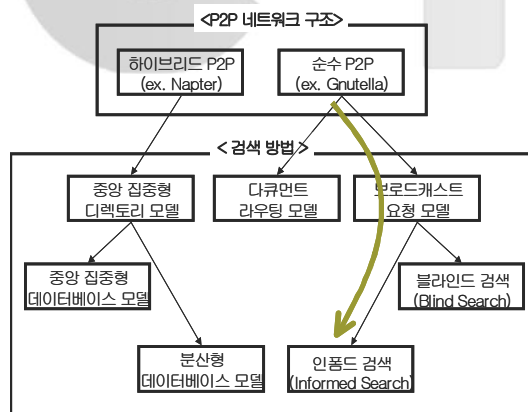 <P2P 네트워크 구조>
하이브리드 P2P
(ex. Napter)
순수 P2P
(ex. Gnutella)
< 검색 방법 >
중앙 집중형
디렉토리 모델
다큐먼트
라우팅 모델
브로드캐스트
요청 모델
중앙 집중형
데이터베이스 모델
블라인드 검색
(Blind Search)
분산형
데이터베이스 모델
인폼드 검색
(Informed Search)